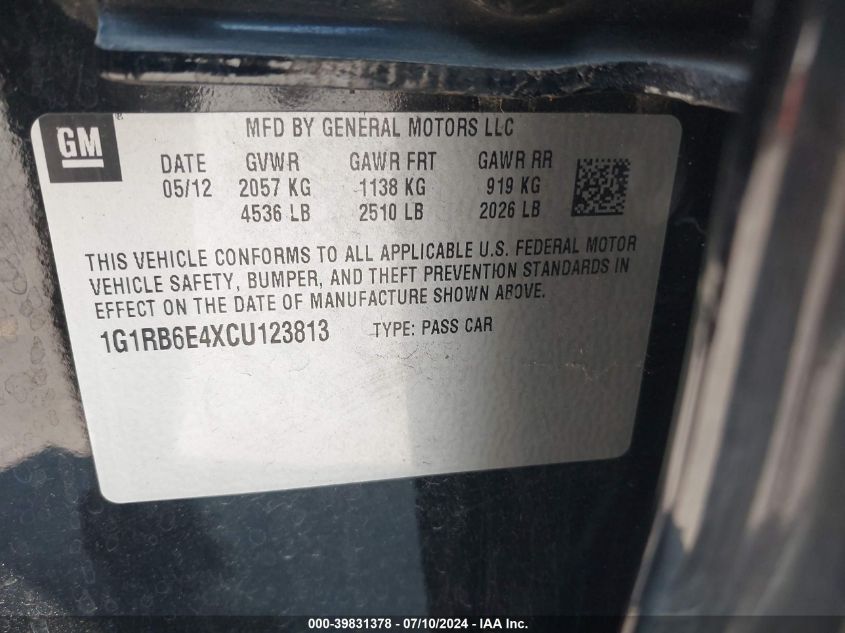 GM
MFD BY GENERAL MOTORS LLC
DATE GVWR GAWR FRT GAWR RR
05/12 2057 KG 1138 KG 919 KG
4536 LB 2510 LB 2026 LB
THIS VEHICLE CONFORMS TO ALL APPLICABLE U.S. FEDERAL MOTOR
VEHICLE SAFETY, BUMPER, AND THEFT PREVENTION STANDARDS IN
EFFECT ON THE DATE OF MANUFACTURE SHOWN ABOVE.
1G1RB6E4XCU123813 TYPE: PASS CAR
000-39831378 - 07/10/2024 - IAA Inc.